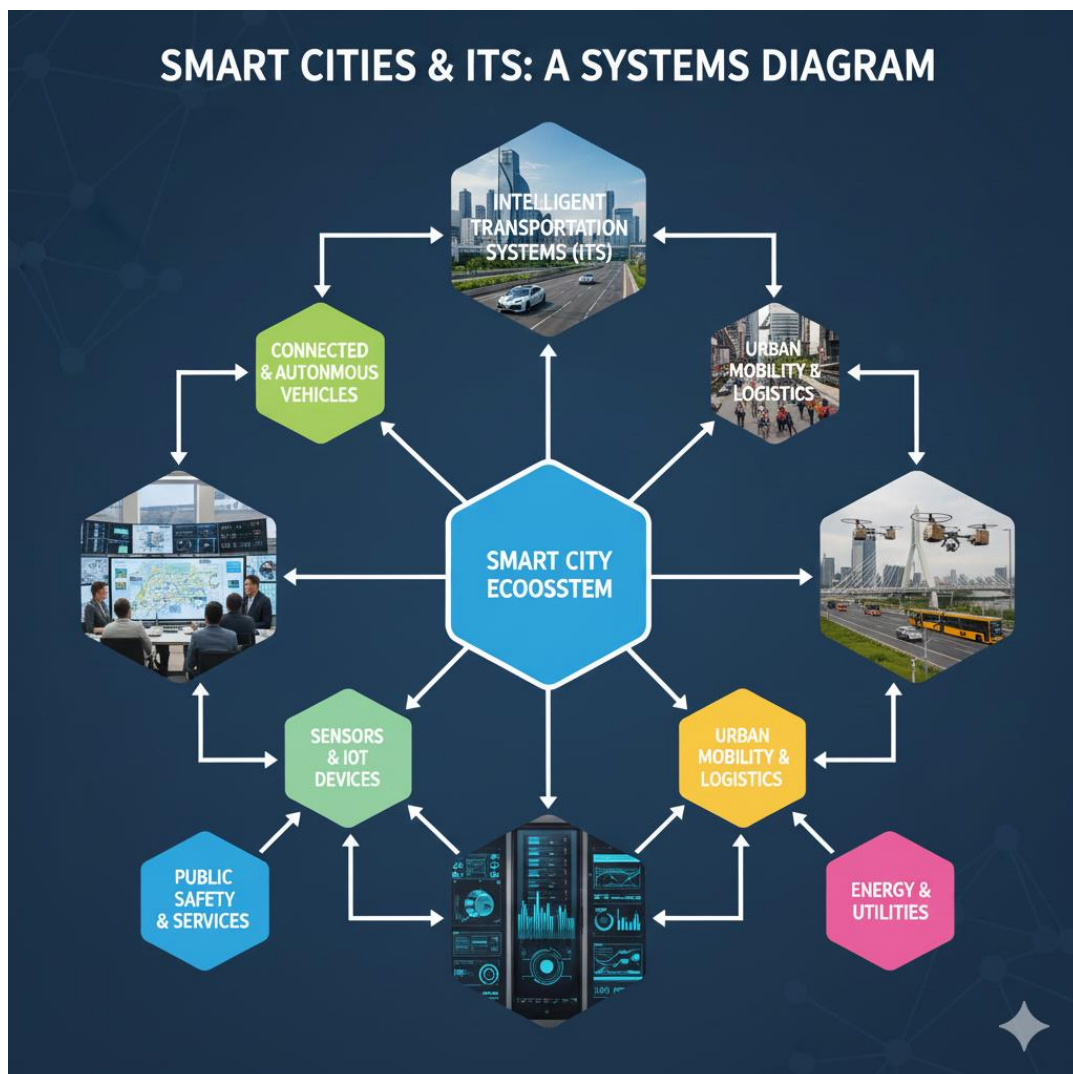 SMART CITIES & ITS: A SYSTEMS DIAGRAM
INTELLIGENT
TRANSPORTATION
SYSTEMS (ITS)
CONNECTED
& AUTONMOUS
VEHICLES
URBAN
MOBILITY &
LOGISTICS
SMART CITY
ECOOSSTEM
SENSORS
& IOT
DEVICES
URBAN
MOBILITY &
LOGISTICS
PUBLIC
SAFETY
& SERVICES
ENERGY &
UTILITIES